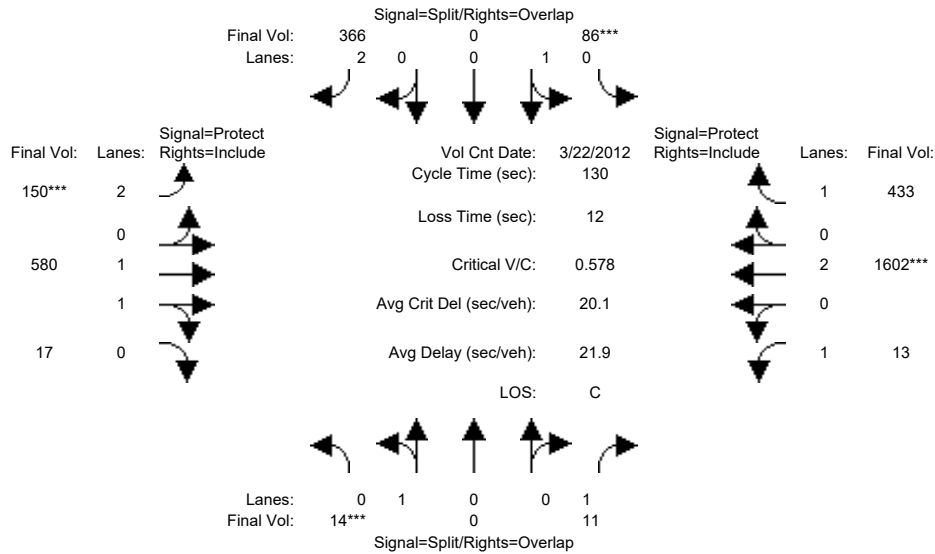 Signal=Split/Rights=Overlap
Final Vol: 366 0 86***
Lanes: 2 0 0 1 0
Signal=Protect Signal=Protect
Final Vol: Lanes: Rights=Include Vol Cnt Date: 3/22/2012 Rights=Include Lanes: Final Vol:
Cycle Time (sec): 130
150*** 2 1 433
Loss Time (sec): 12
0 0
580 1 Critical V/C: 0.578 2 1602***
1 Avg Crit Del (sec/veh): 20.1 0
17 0 Avg Delay (sec/veh): 21.9 1 13
LOS: C
Lanes: 0 1 0 0 1
Final Vol: 14*** 0 11
Signal=Split/Rights=Overlap